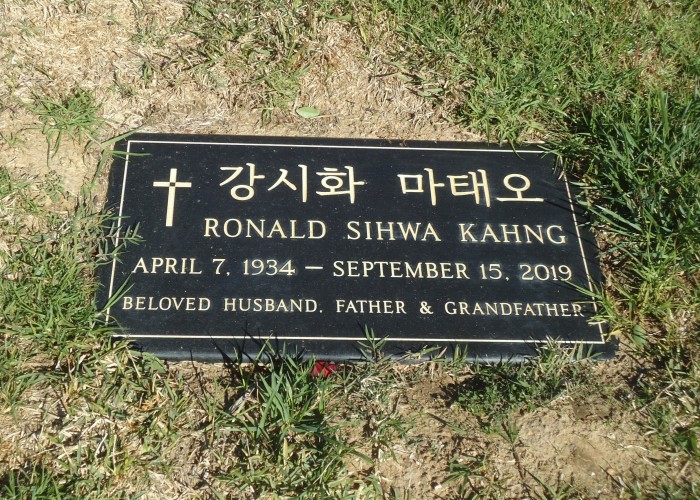 강시화 마태오
RONALD SIHWA KAHNG
APRIL 7, 1934 – SEPTEMBER 15, 2019
BELOVED HUSBAND, FATHER & GRANDFATHER